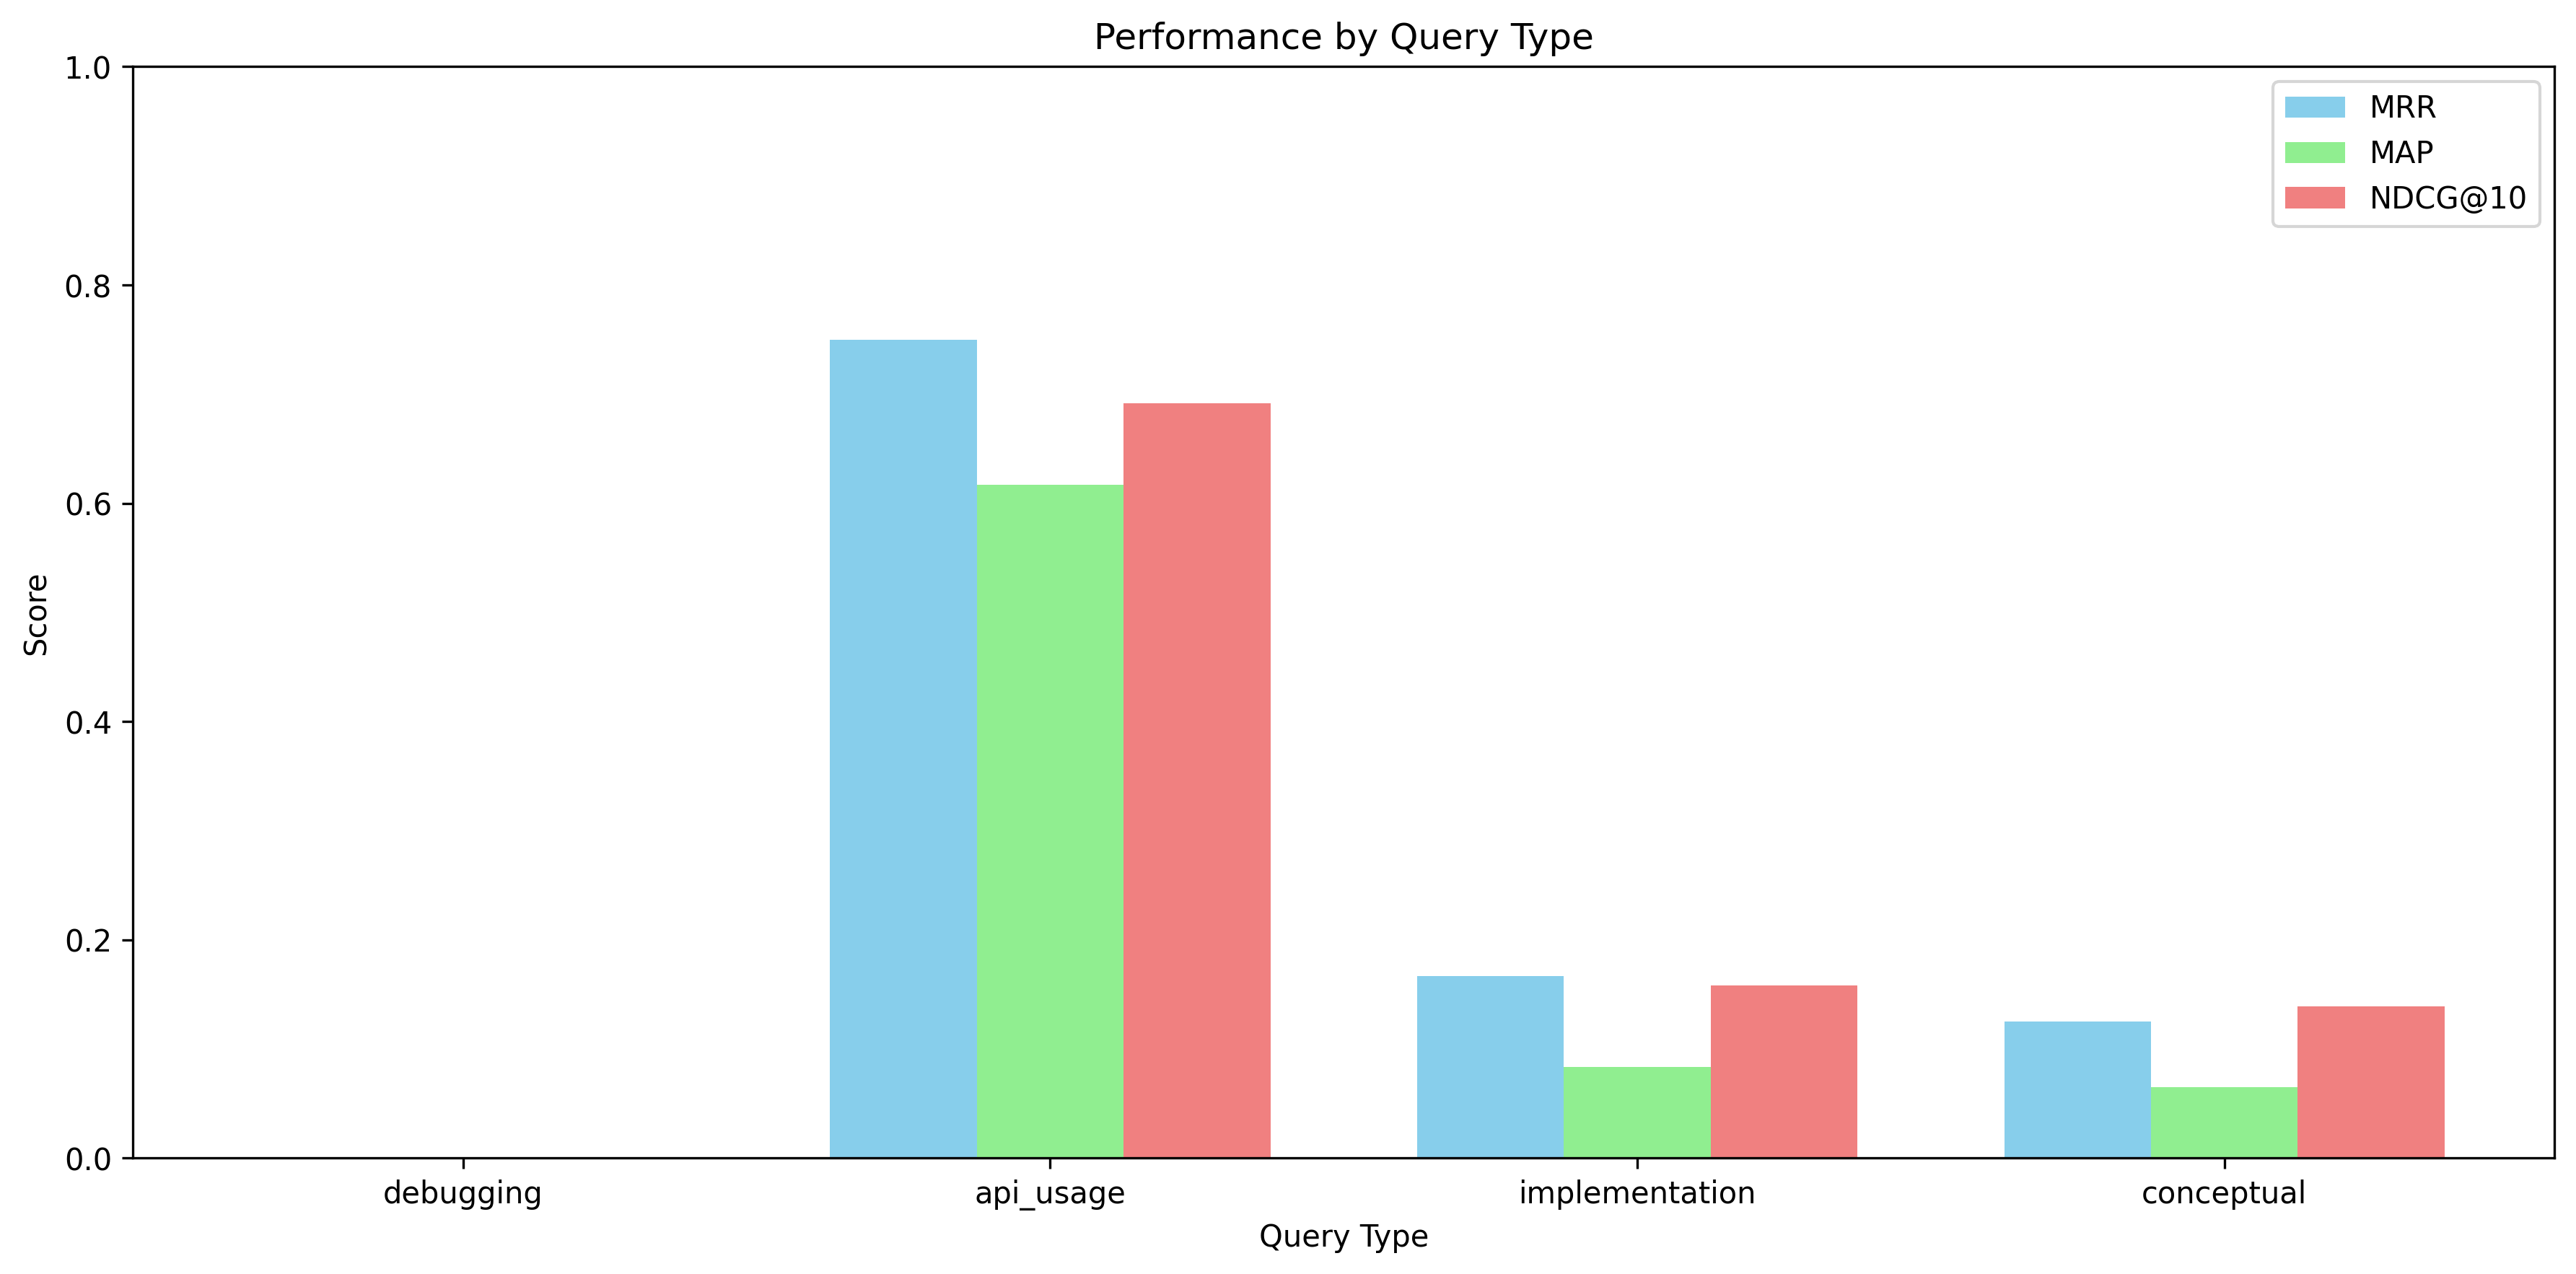 Performance by Query Type
1.0
0.8
0.6
0.4
0.2
0.0
Score
MRR
MAP
NDCG@10
debugging
api_usage
implementation
conceptual
Query Type